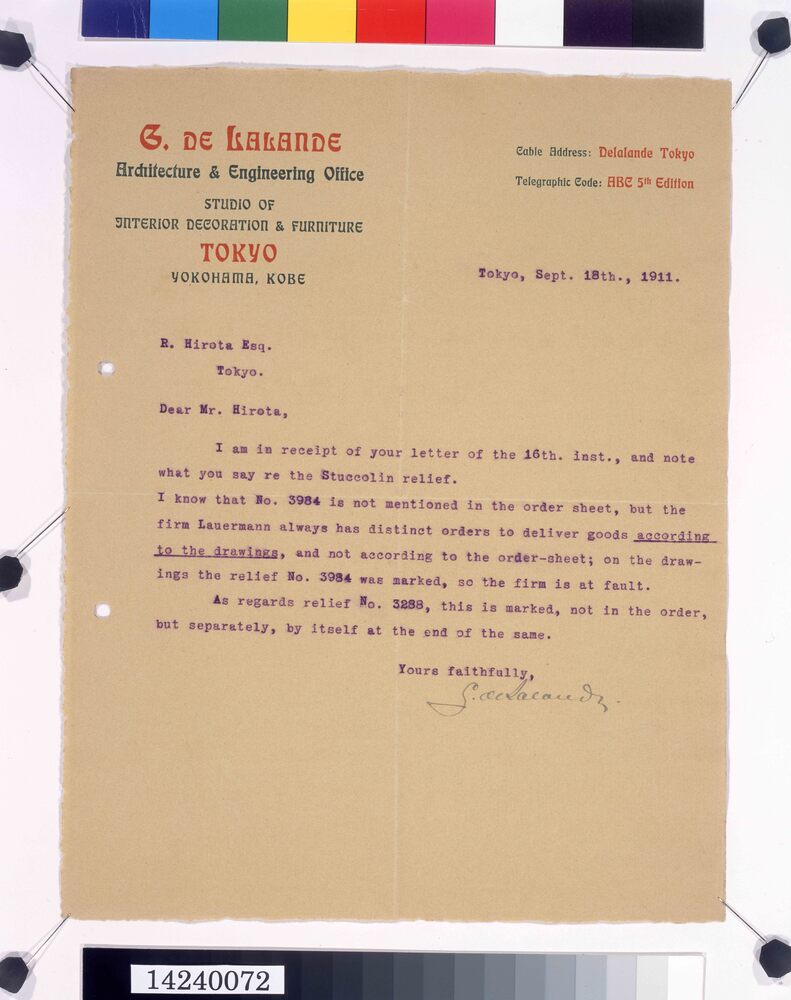 G. DE LALANDE
Architecture & Engineering Office
STUDIO OF
INTERIOR DECORATION & FURNITURE
TOKYO
YOKOHAMA, KOBE
Cable Address: Delalande Tokyo
Telegraphic Code: ABC 5th Edition
Tokyo, Sept. 18th., 1911.
R. Hirota Esq.
Tokyo.
Dear Mr. Hirota,
I am in receipt of your letter of the 16th. inst., and note
what you say re the Stuccolin relief.
I know that No. 3984 is not mentioned in the order sheet, but the
firm Lauermann always has distinct orders to deliver goods according
to the drawings, and not according to the order-sheet; on the draw-
ings the relief No. 3984 was marked, so the firm is at fault.
As regards relief No. 3288, this is marked, not in the order,
but separately, by itself at the end of the same.
Yours faithfully,
G. de Lalande.
14240072